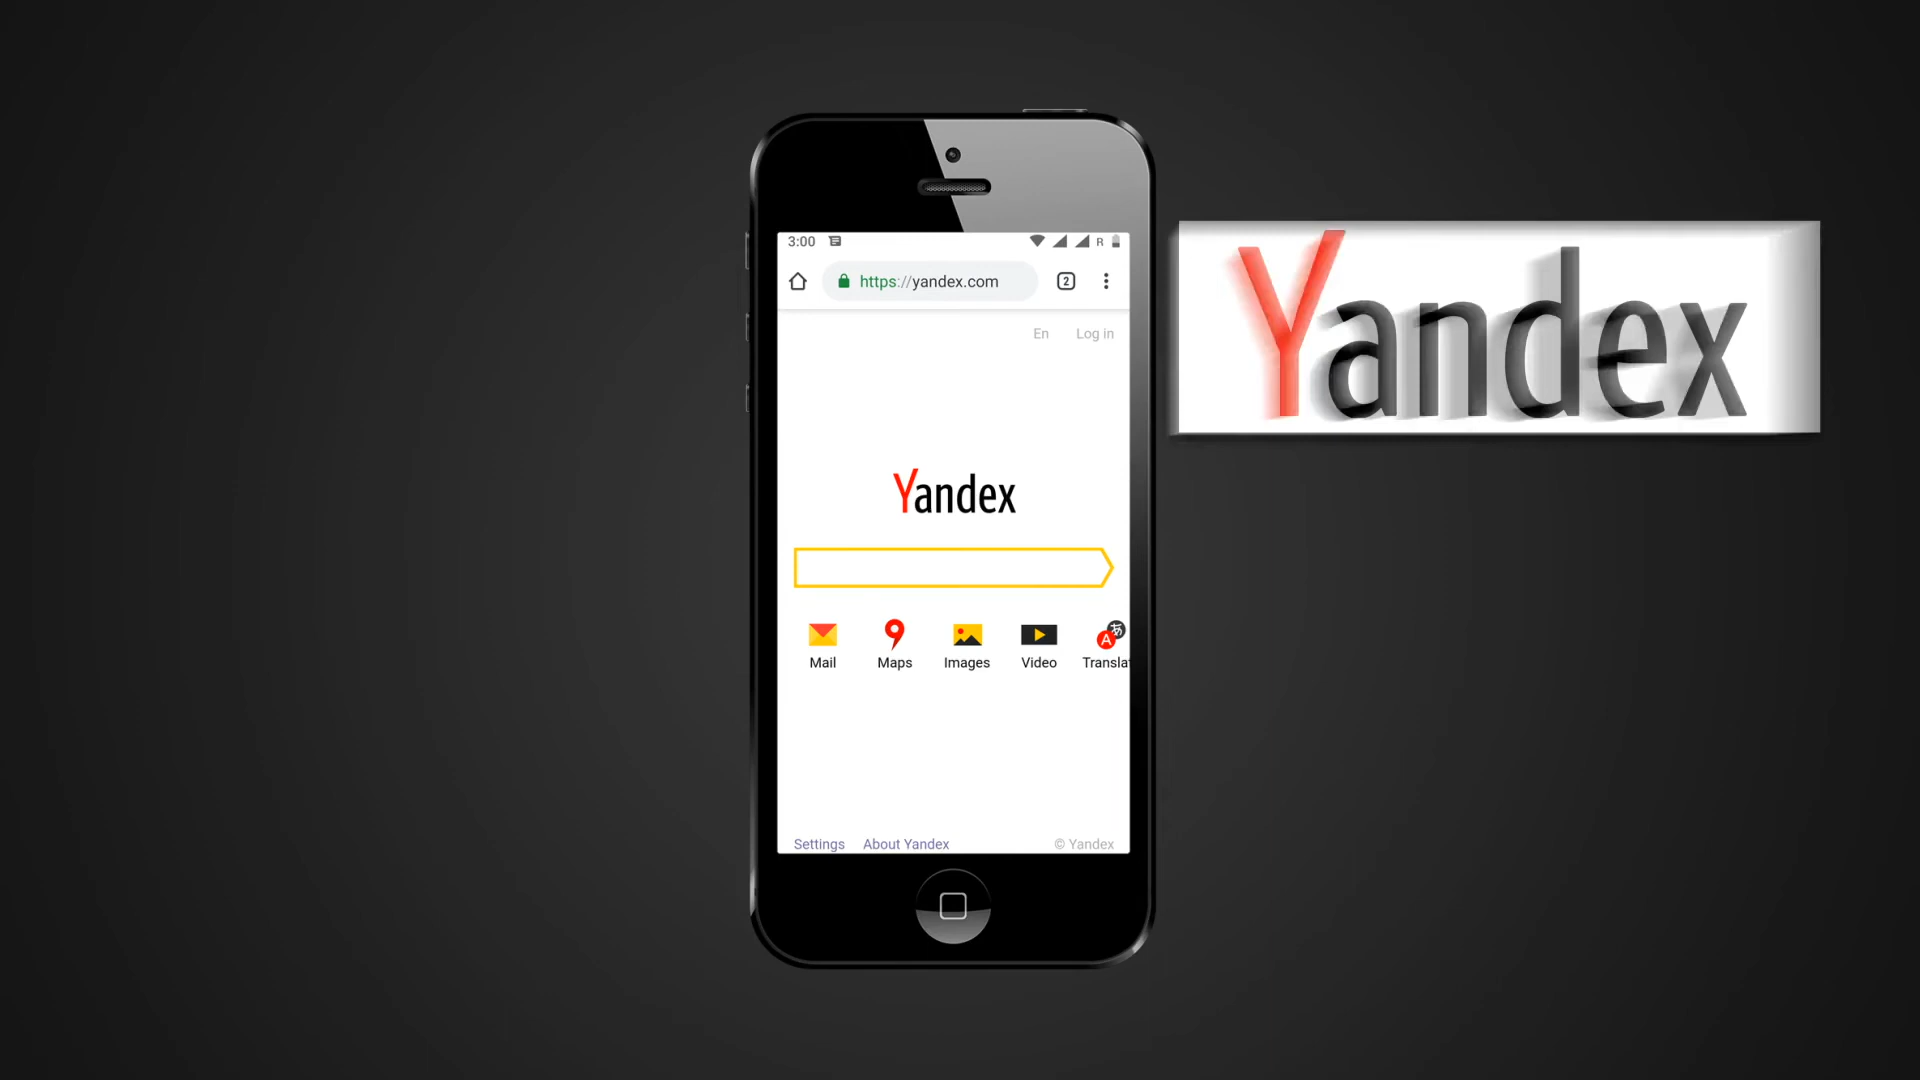 3:00 R
https://yandex.com 2
En Log in
Yandex
Mail Maps Images Video Transla
Settings About Yandex © Yandex
Yandex